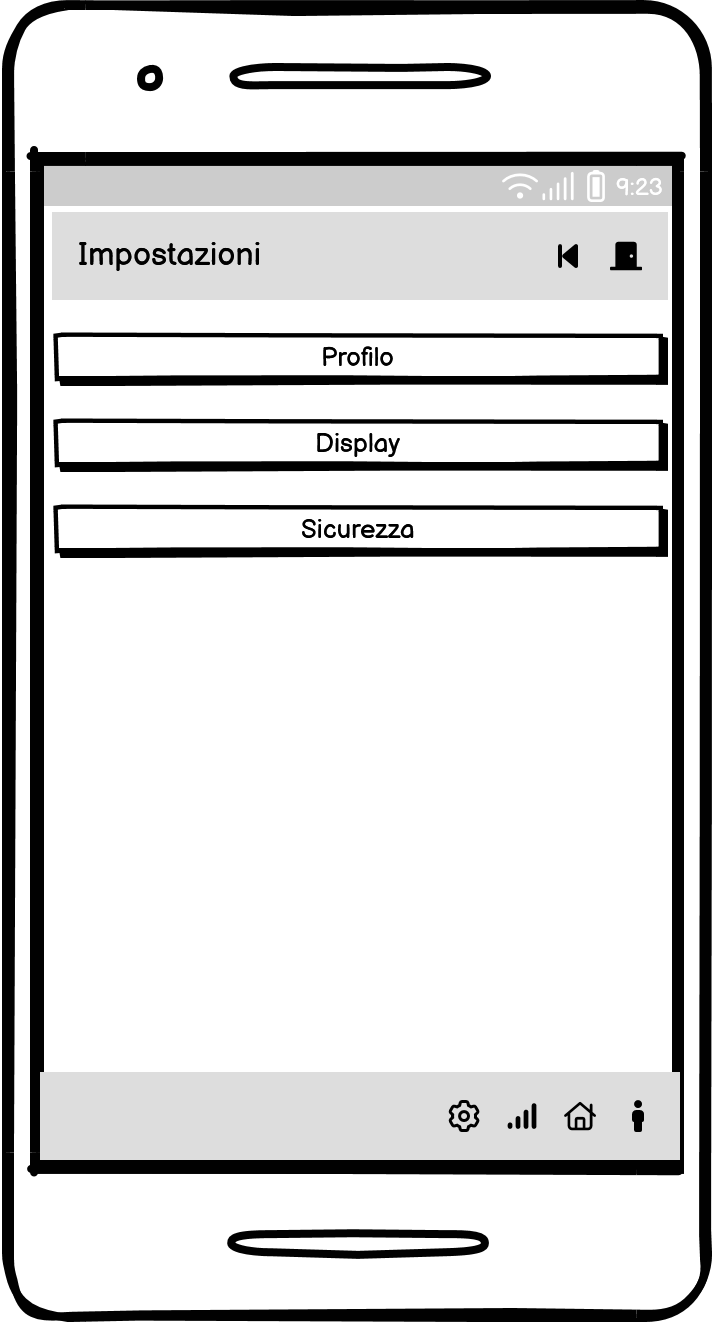 9:23
Impostazioni
Profilo
Display
Sicurezza